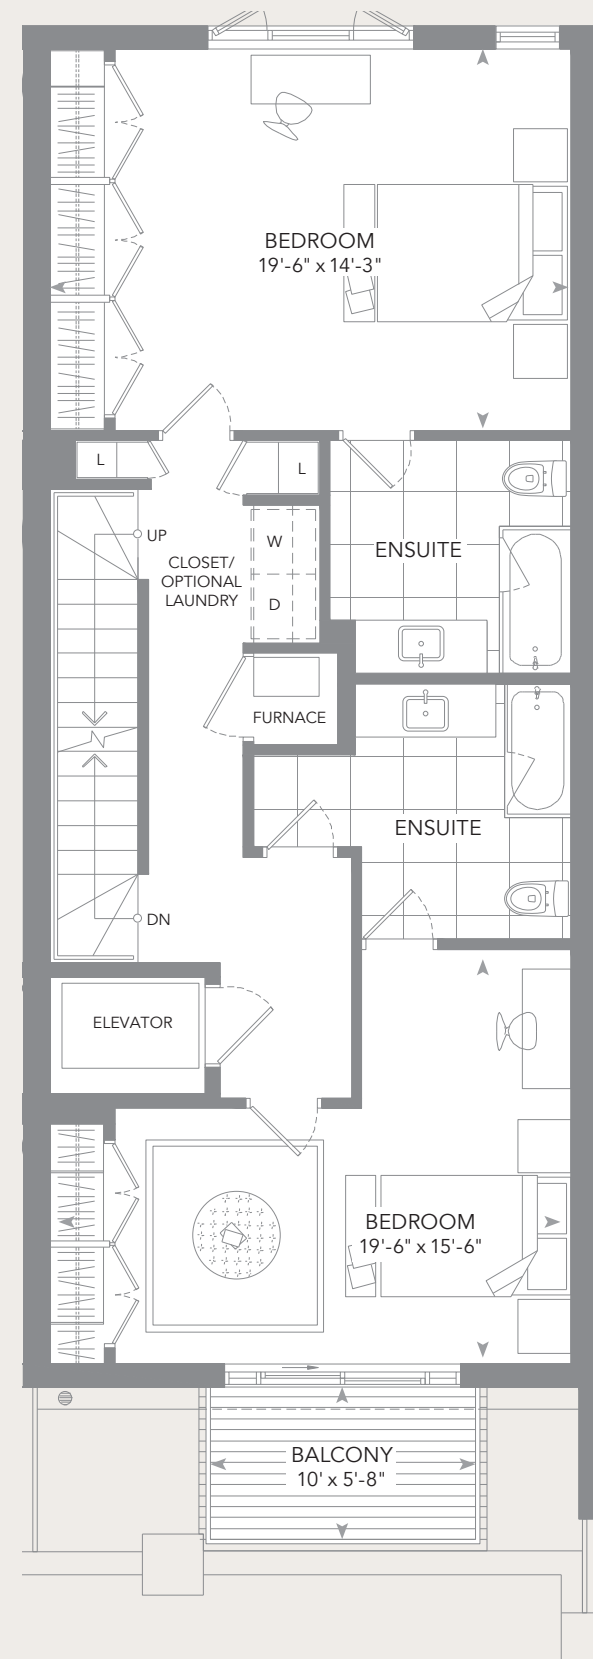 BEDROOM
19'-6" x 14'-3"
L
L
UP
W
ENSUITE
CLOSET/
OPTIONAL
LAUNDRY
D
FURNACE
ENSUITE
DN
ELEVATOR
BEDROOM
19'-6" x 15'-6"
BALCONY
10' x 5'-8"